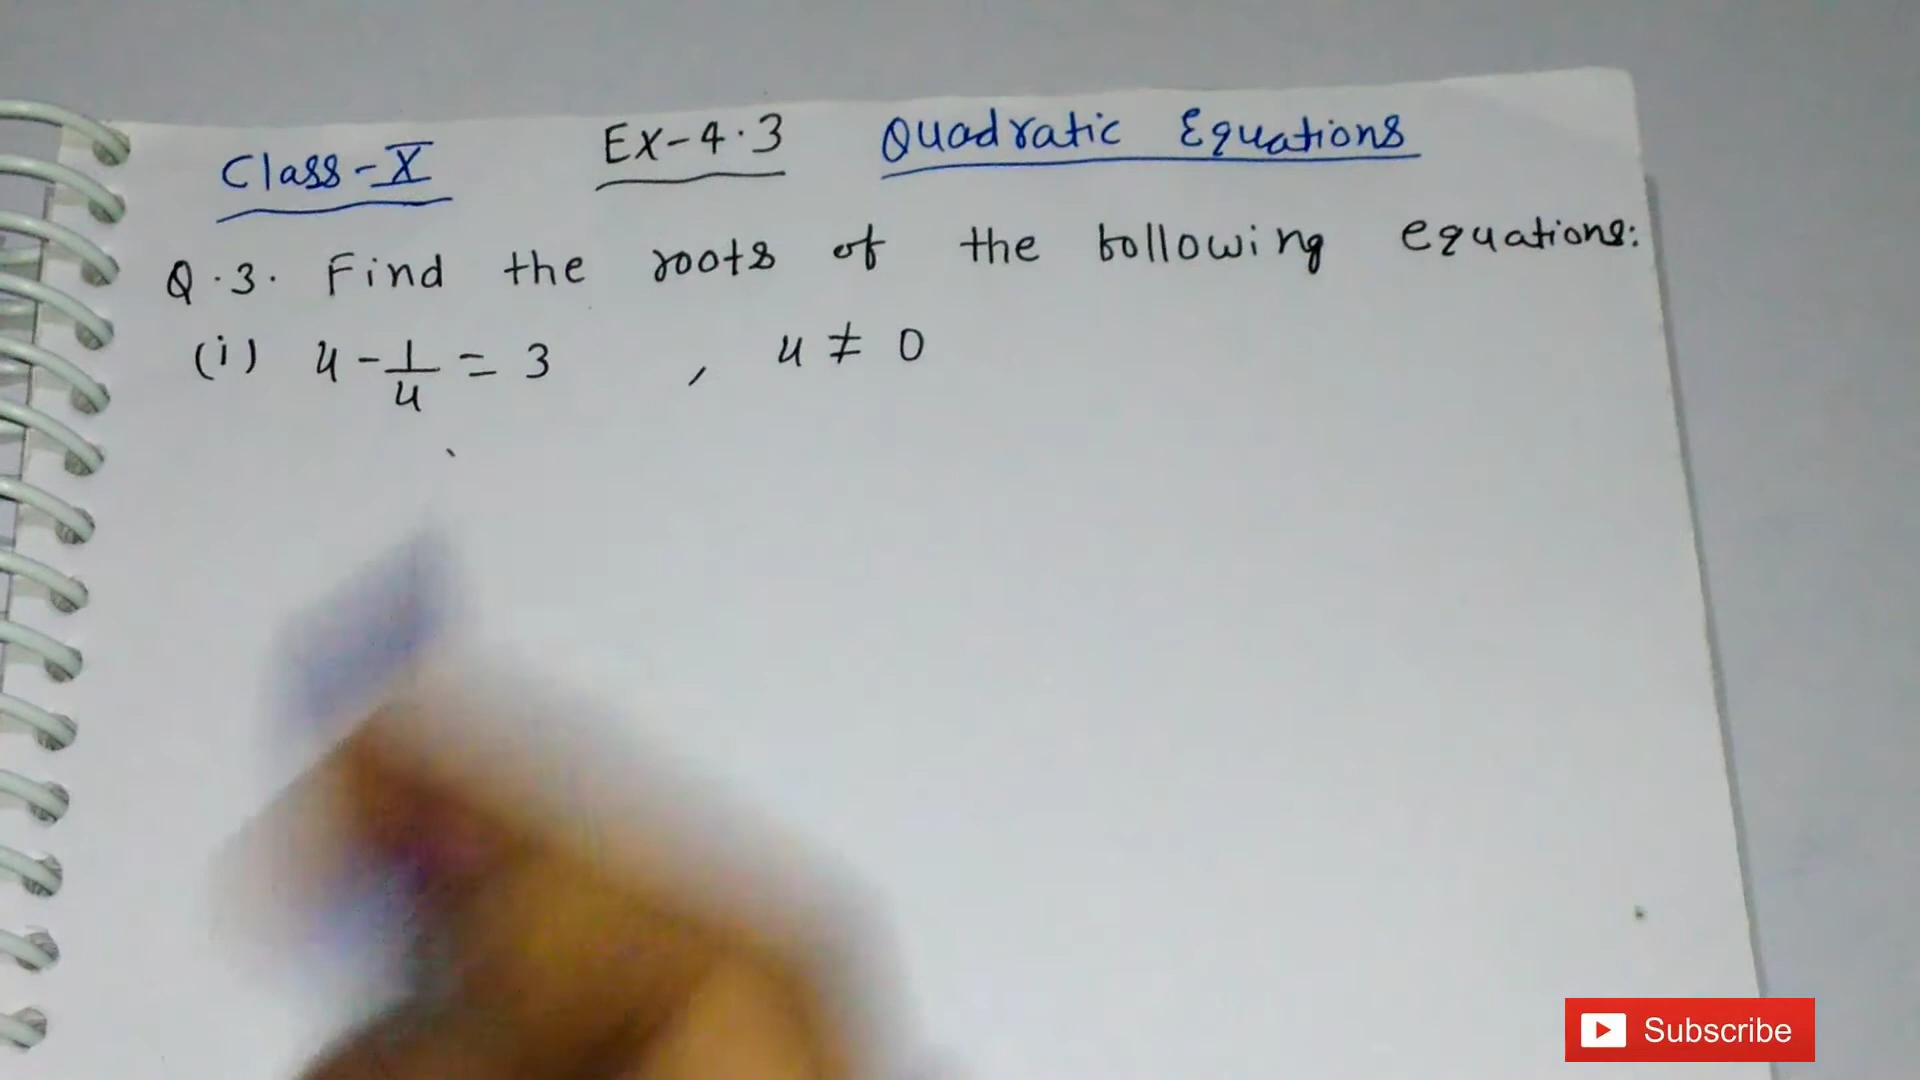 Class-X Ex-4.3 Quadratic Equations
Q.3. Find the roots of the following equations:
(i) x - 1/x = 3 , x ≠ 0
Subscribe